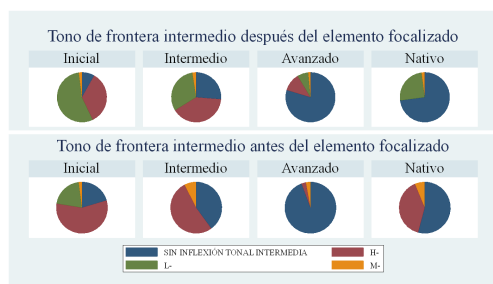 Tono de frontera intermedio después del elemento focalizado
Inicial Intermedio Avanzado Nativo
Tono de frontera intermedio antes del elemento focalizado
Inicial Intermedio Avanzado Nativo
SIN INFLEXIÓN TONAL INTERMEDIA H-
L- M-